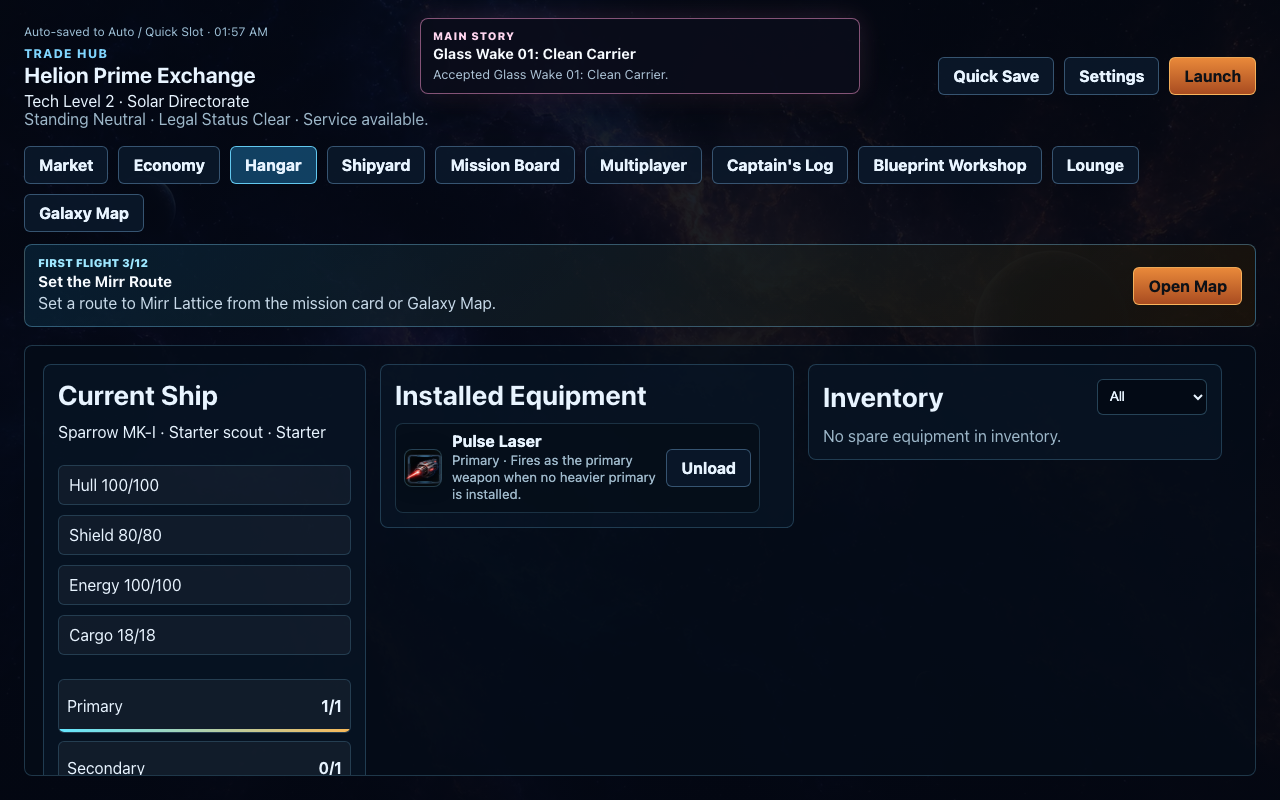 Auto-saved to Auto / Quick Slot · 01:57 AM
TRADE HUB
Helion Prime Exchange
Tech Level 2 · Solar Directorate
Standing Neutral · Legal Status Clear · Service available.
MAIN STORY
Glass Wake 01: Clean Carrier
Accepted Glass Wake 01: Clean Carrier.
Quick Save
Settings
Launch
Market
Economy
Hangar
Shipyard
Mission Board
Multiplayer
Captain's Log
Blueprint Workshop
Lounge
Galaxy Map
FIRST FLIGHT 3/12
Set the Mirr Route
Set a route to Mirr Lattice from the mission card or Galaxy Map.
Open Map
Current Ship
Sparrow MK-I · Starter scout · Starter
Hull 100/100
Shield 80/80
Energy 100/100
Cargo 18/18
Primary 1/1
Secondary 0/1
Installed Equipment
Pulse Laser
Primary · Fires as the primary
weapon when no heavier primary
is installed.
Unload
Inventory
All
No spare equipment in inventory.